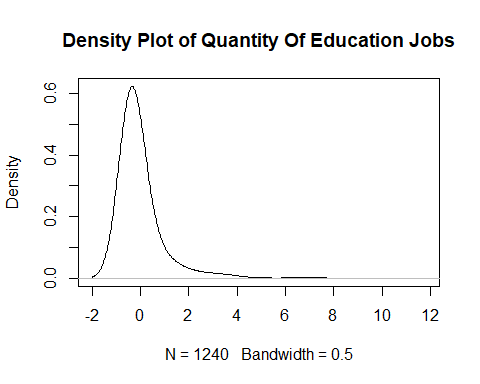 Density Plot of Quantity Of Education Jobs
Density
0.6
0.4
0.2
0.0
-2 0 2 4 6 8 10 12
N = 1240 Bandwidth = 0.5